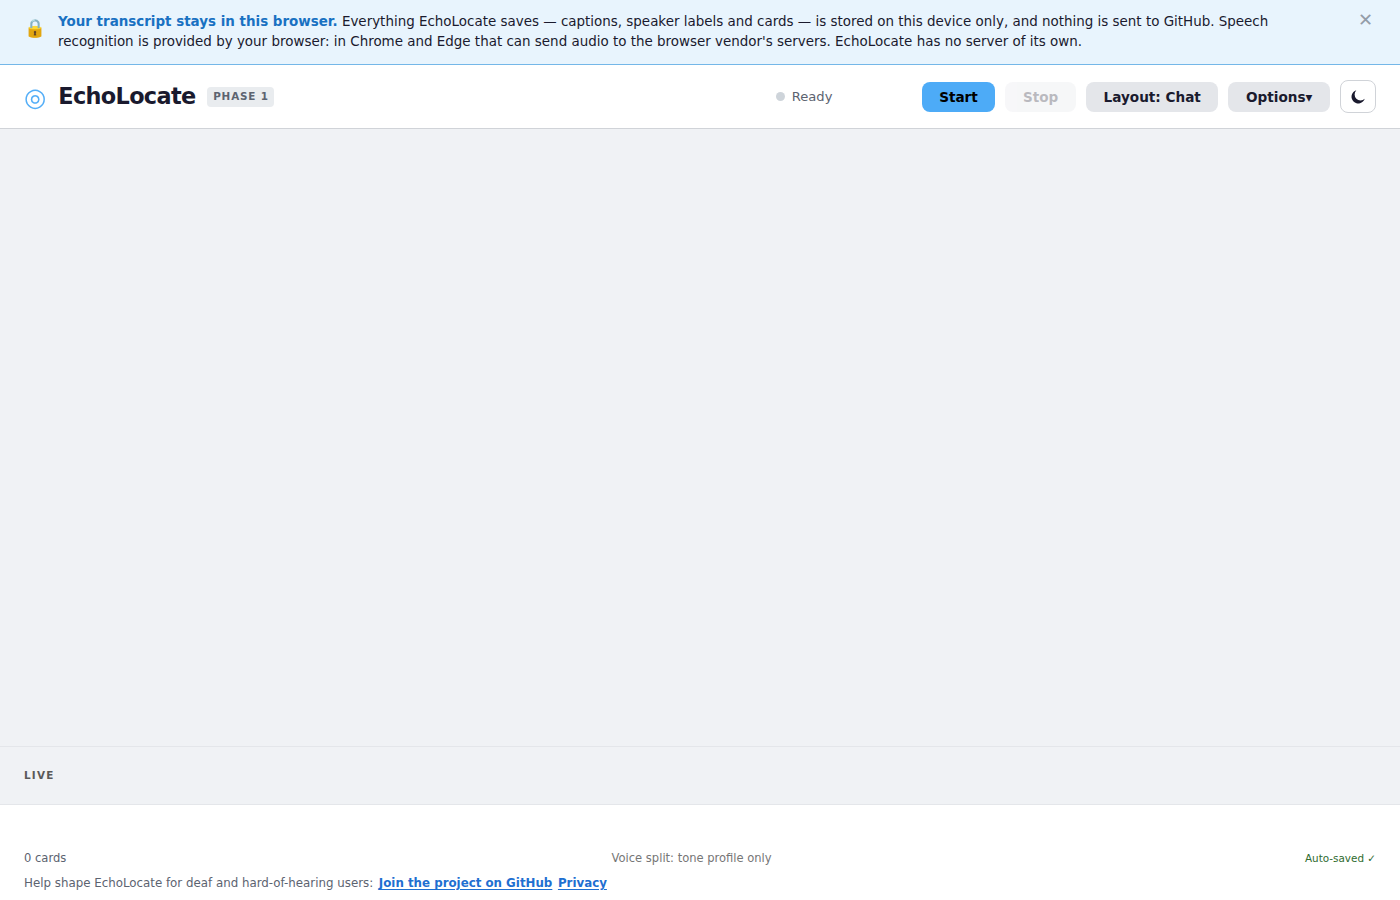 Your transcript stays in this browser. Everything EchoLocate saves — captions, speaker labels and cards — is stored on this device only, and nothing is sent to GitHub. Speech
recognition is provided by your browser: in Chrome and Edge that can send audio to the browser vendor's servers. EchoLocate has no server of its own.
EchoLocate PHASE 1 Ready Start Stop Layout: Chat Options▾
LIVE
0 cards Voice split: tone profile only Auto-saved ✓
Help shape EchoLocate for deaf and hard-of-hearing users: Join the project on GitHub Privacy